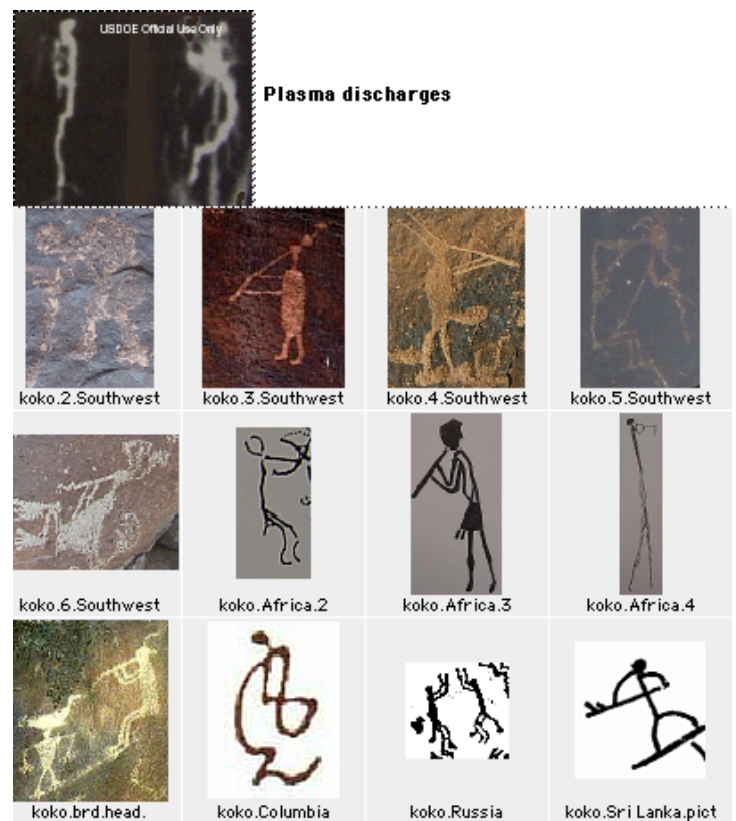 USDOE Official Use Only
Plasma discharges
koko.2.Southwest
koko.3.Southwest
koko.4.Southwest
koko.5.Southwest
koko.6.Southwest
koko.Africa.2
koko.Africa.3
koko.Africa.4
koko.brd.head.
koko.Columbia
koko.Russia
koko.Sri Lanka.pict